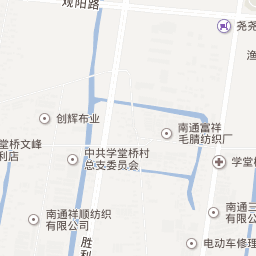 观阳路
尧尧
渔
创辉布业
南通富祥
毛腈纺织厂
堂桥文峰
利店
中共学堂桥村
总支委员会
学堂
南通祥顺纺织
有限公司
南通三
有限公
胜利
电动车修理